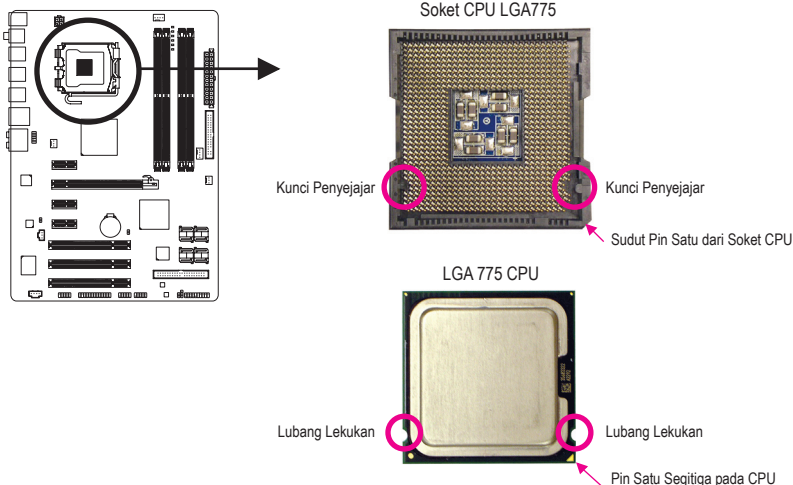 Soket CPU LGA775
Kunci Penyejajar
Kunci Penyejajar
Sudut Pin Satu dari Soket CPU
LGA 775 CPU
Lubang Lekukan
Lubang Lekukan
Pin Satu Segitiga pada CPU